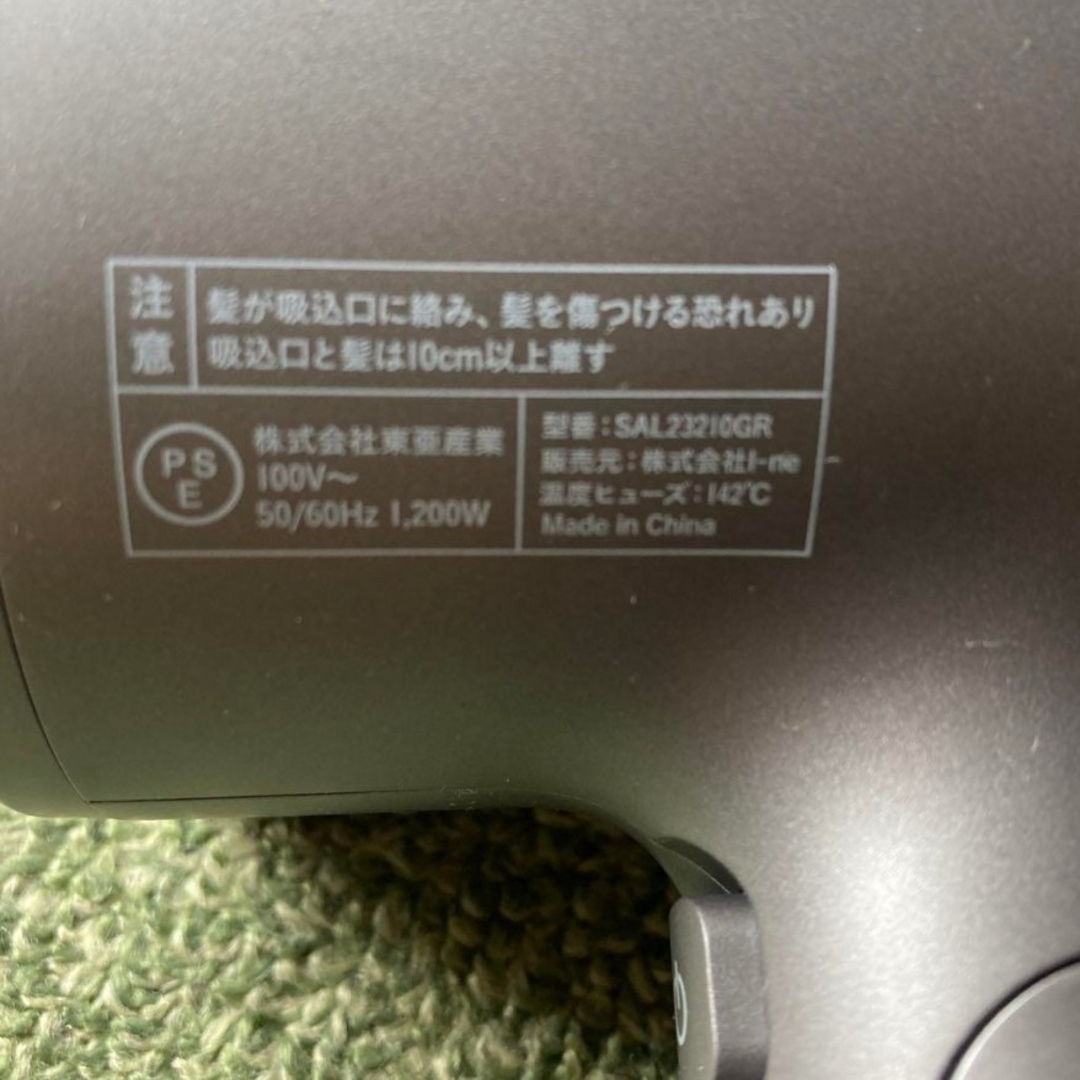 注意
髪が吸込口に絡み、髪を傷つける恐れあり
吸込口と髪は10cm以上離す
PSE
株式会社東亜産業
100V～
50/60Hz 1,200W
型番：SAL23210GR
販売元：株式会社I-ne
温度ヒューズ：142℃
Made in China